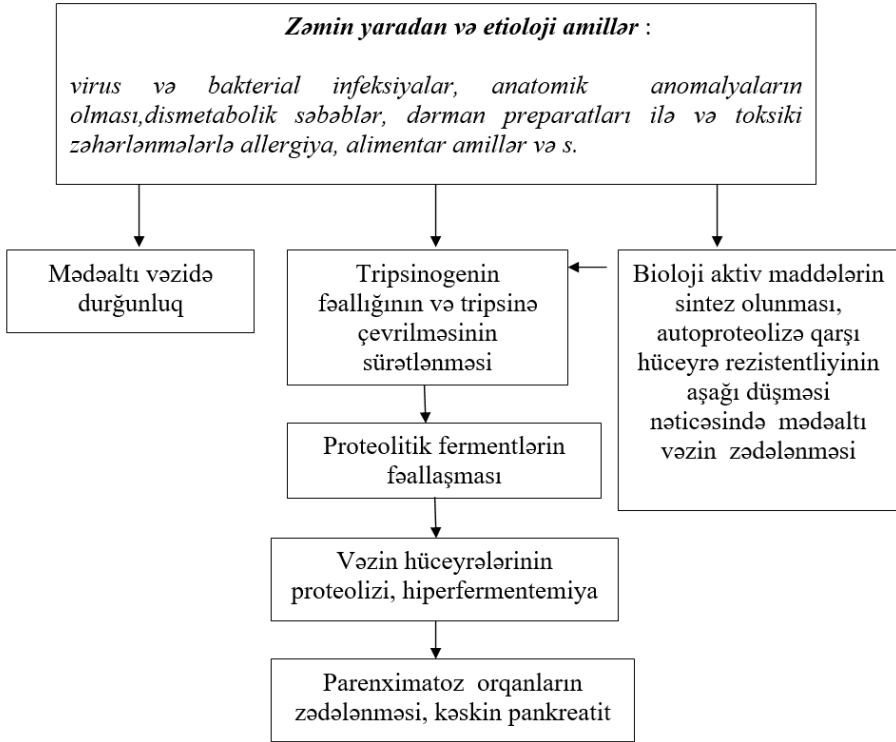 Zəmin yaradan və etioloji amillər :
virus və bakterial infeksiyalar, anatomik anomalyaların
olması,dismetabolik səbəblər, dərman preparatları ilə və toksiki
zəhərlənmələrlə allergiya, alimentar amillər və s.
Mədəaltı vəzidə
durğunluq
Tripsinogenin
fəallığının və tripsinə
çevrilməsinin
sürətlənməsi
Bioloji aktiv maddələrin
sintez olunması,
autoproteolizə qarşı
hüceyrə rezistentliyinin
aşağı düşməsi
nəticəsində mədəaltı
vəzin zədələnməsi
Proteolitik fermentlərin
fəallaşması
Vəzin hüceyrələrinin
proteolizi, hiperfermentemiya
Parenximatoz orqanların
zədələnməsi, kəskin pankreatit